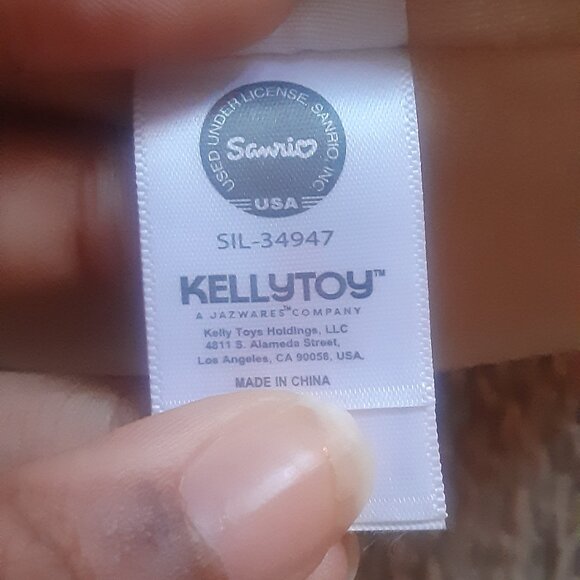 USED UNDER LICENSE, SANRIO, INC.
Sanrio
USA
SIL-34947
KELLYTOY™
A JAZWARES™ COMPANY
Kelly Toys Holdings, LLC
4811 S. Alameda Street,
Los Angeles, CA 90058, USA.
MADE IN CHINA